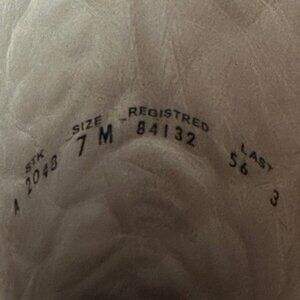 STK SIZE REGISTRED LAST
A 2048 7 M 84132 56 3